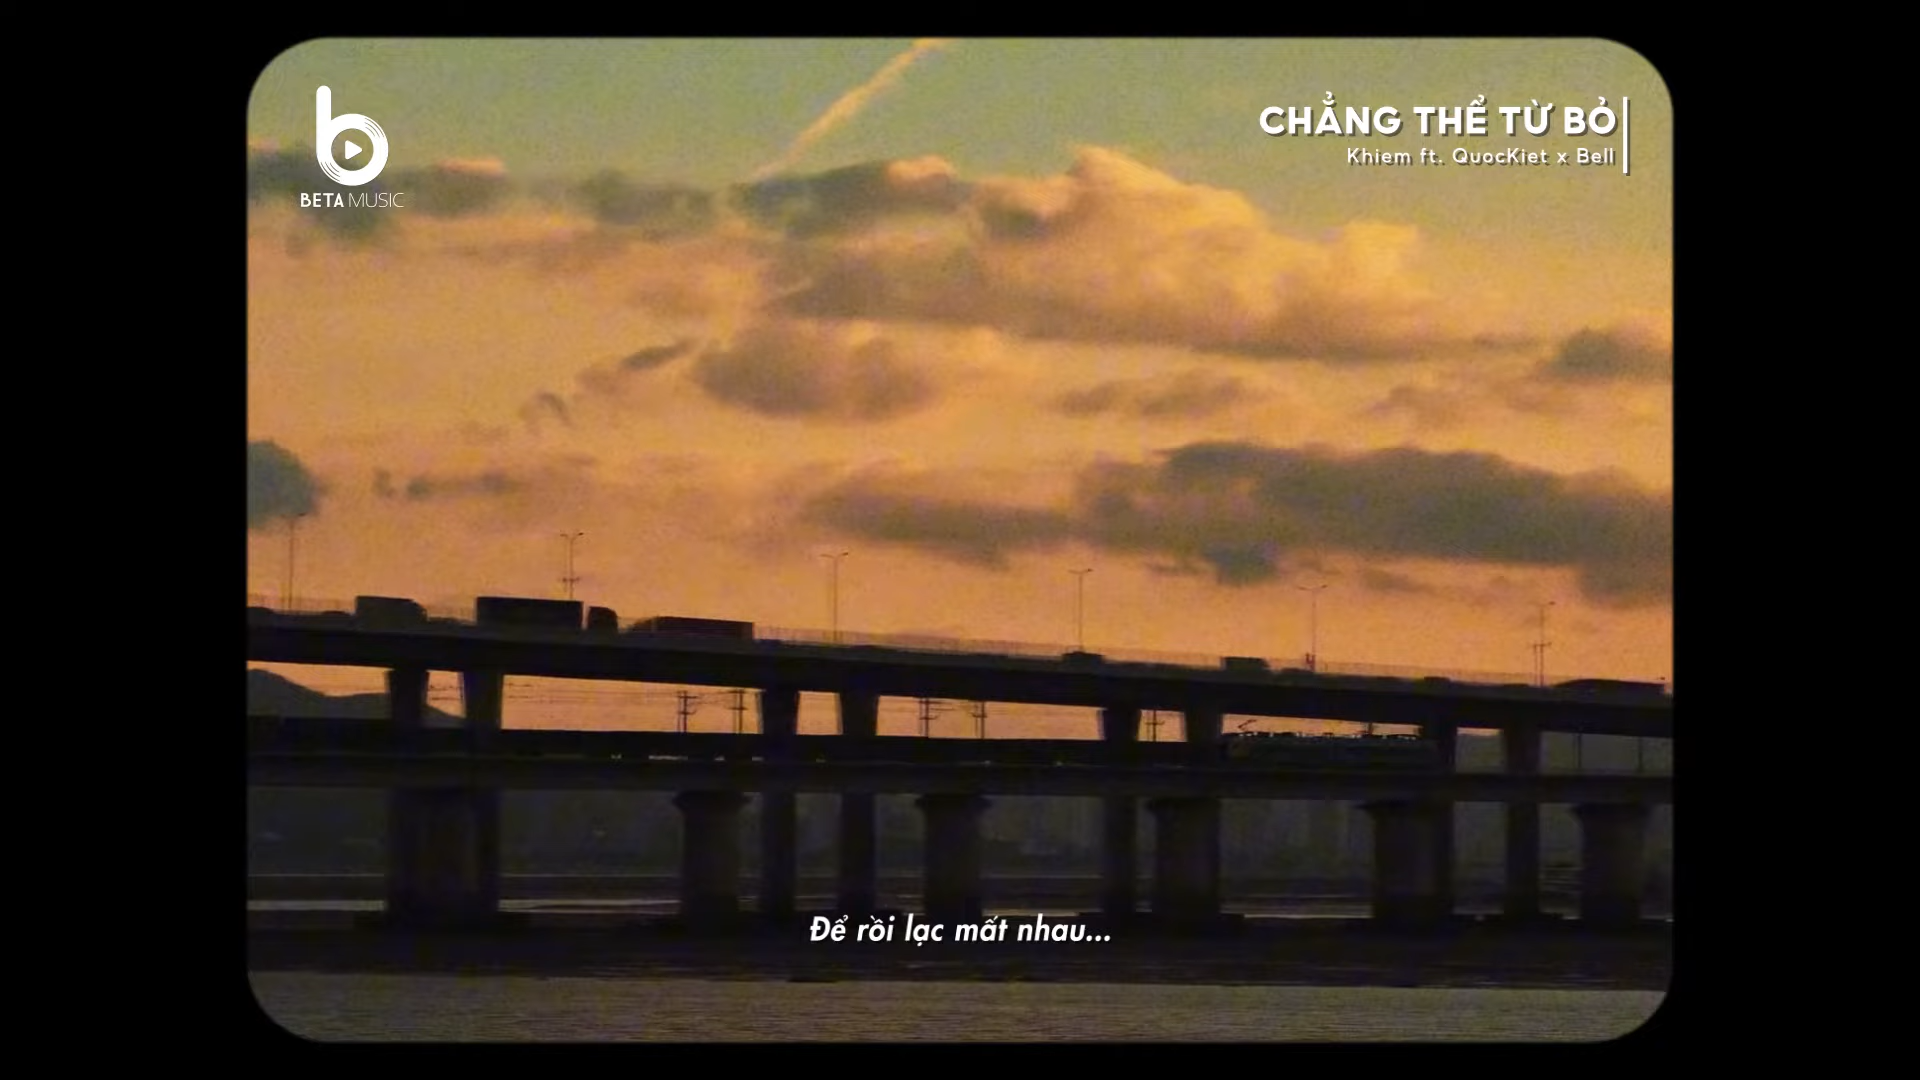 BETA MUSIC
CHẲNG THỂ TỪ BỎ
Khiem ft. QuocKiet x Bell
Để rồi lạc mất nhau...